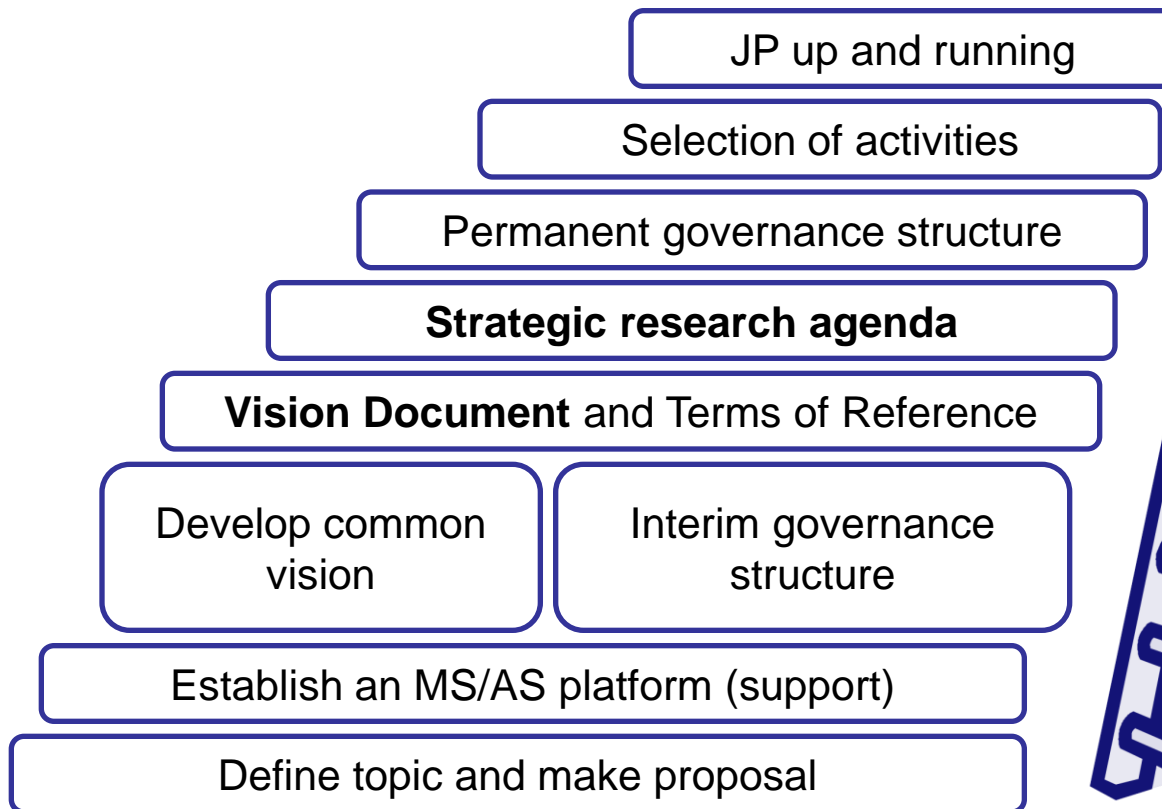 JP up and running
Selection of activities
Permanent governance structure
Strategic research agenda
Vision Document and Terms of Reference
Develop common
vision
Interim governance
structure
Establish an MS/AS platform (support)
Define topic and make proposal